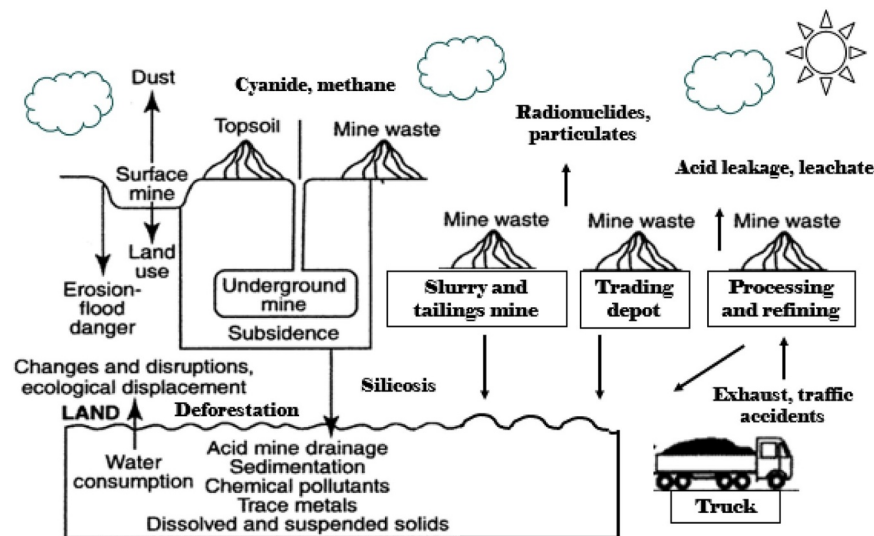 Dust
Cyanide, methane
Topsoil
Mine waste
Radionuclides,
particulates
Surface
mine
Acid leakage, leachate
Mine waste
Mine waste
Mine waste
Land
use
Erosion-
flood
danger
Underground
mine
Subsidence
Slurry and
tailings mine
Trading
depot
Processing
and refining
Changes and disruptions,
ecological displacement
Silicosis
Exhaust, traffic
accidents
LAND
Deforestation
Water
consumption
Acid mine drainage
Sedimentation
Chemical pollutants
Trace metals
Dissolved and suspended solids
Truck